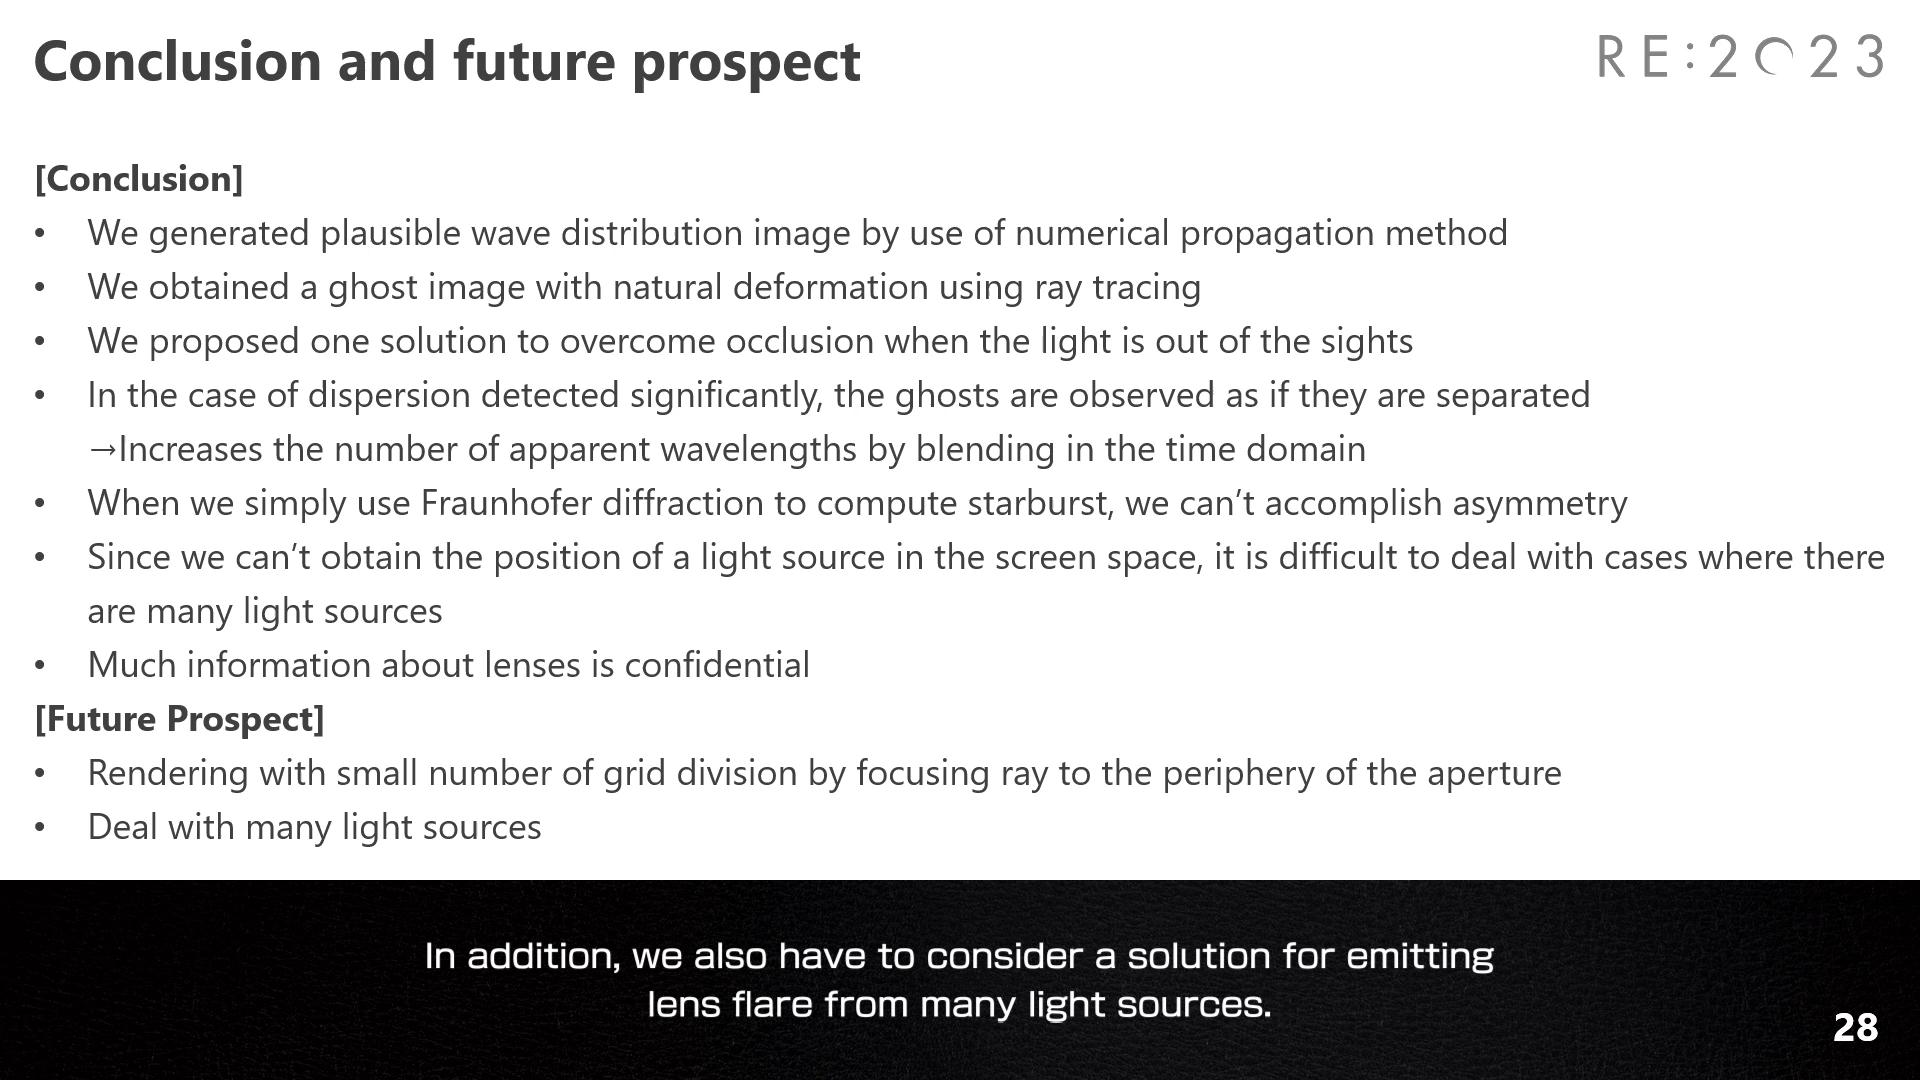 Conclusion and future prospect
RE:2023
[Conclusion]
• We generated plausible wave distribution image by use of numerical propagation method
• We obtained a ghost image with natural deformation using ray tracing
• We proposed one solution to overcome occlusion when the light is out of the sights
• In the case of dispersion detected significantly, the ghosts are observed as if they are separated
→Increases the number of apparent wavelengths by blending in the time domain
• When we simply use Fraunhofer diffraction to compute starburst, we can’t accomplish asymmetry
• Since we can’t obtain the position of a light source in the screen space, it is difficult to deal with cases where there
are many light sources
• Much information about lenses is confidential
[Future Prospect]
• Rendering with small number of grid division by focusing ray to the periphery of the aperture
• Deal with many light sources
In addition, we also have to consider a solution for emitting
lens flare from many light sources.
28